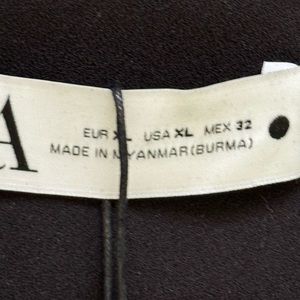 A
EUR XL USA XL MEX 32
MADE IN MYANMAR(BURMA)